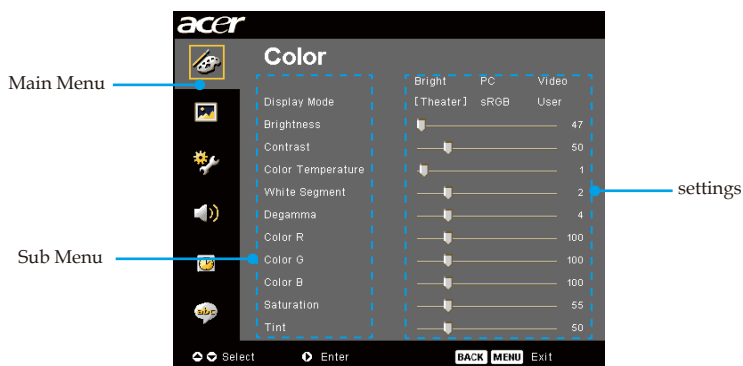 acer
Color
Main Menu
Bright PC Video
Display Mode [Theater] sRGB User
Brightness 47
Contrast 50
Color Temperature 1
White Segment 2
settings
Degamma 4
Color R 100
Sub Menu
Color G 100
Color B 100
Saturation 55
abc
Tint 50
Select Enter BACK MENU Exit